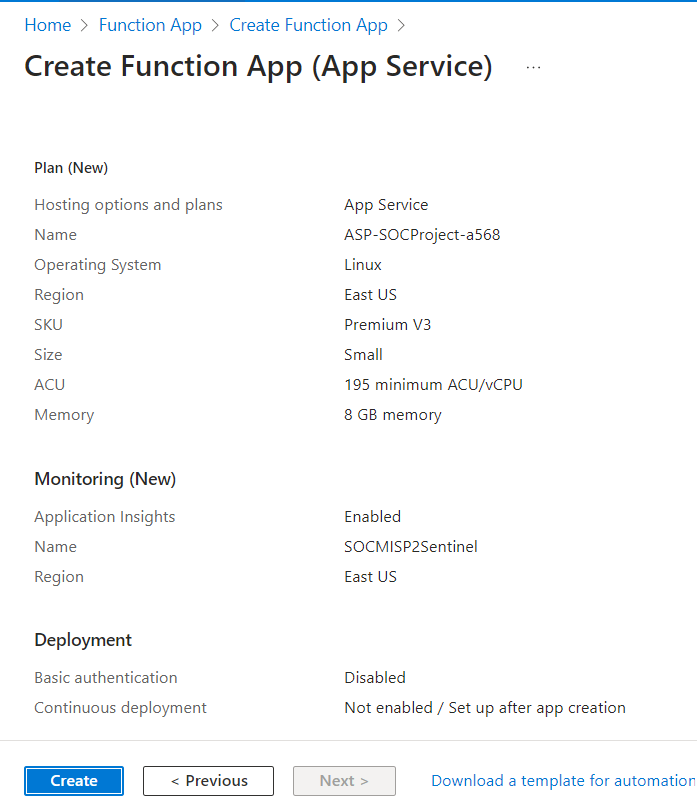 Home > Function App > Create Function App >
Create Function App (App Service) ...
Plan (New)
Hosting options and plans App Service
Name ASP-SOCProject-a568
Operating System Linux
Region East US
SKU Premium V3
Size Small
ACU 195 minimum ACU/vCPU
Memory 8 GB memory
Monitoring (New)
Application Insights Enabled
Name SOCMISP2Sentinel
Region East US
Deployment
Basic authentication Disabled
Continuous deployment Not enabled / Set up after app creation
Create < Previous Next > Download a template for automation